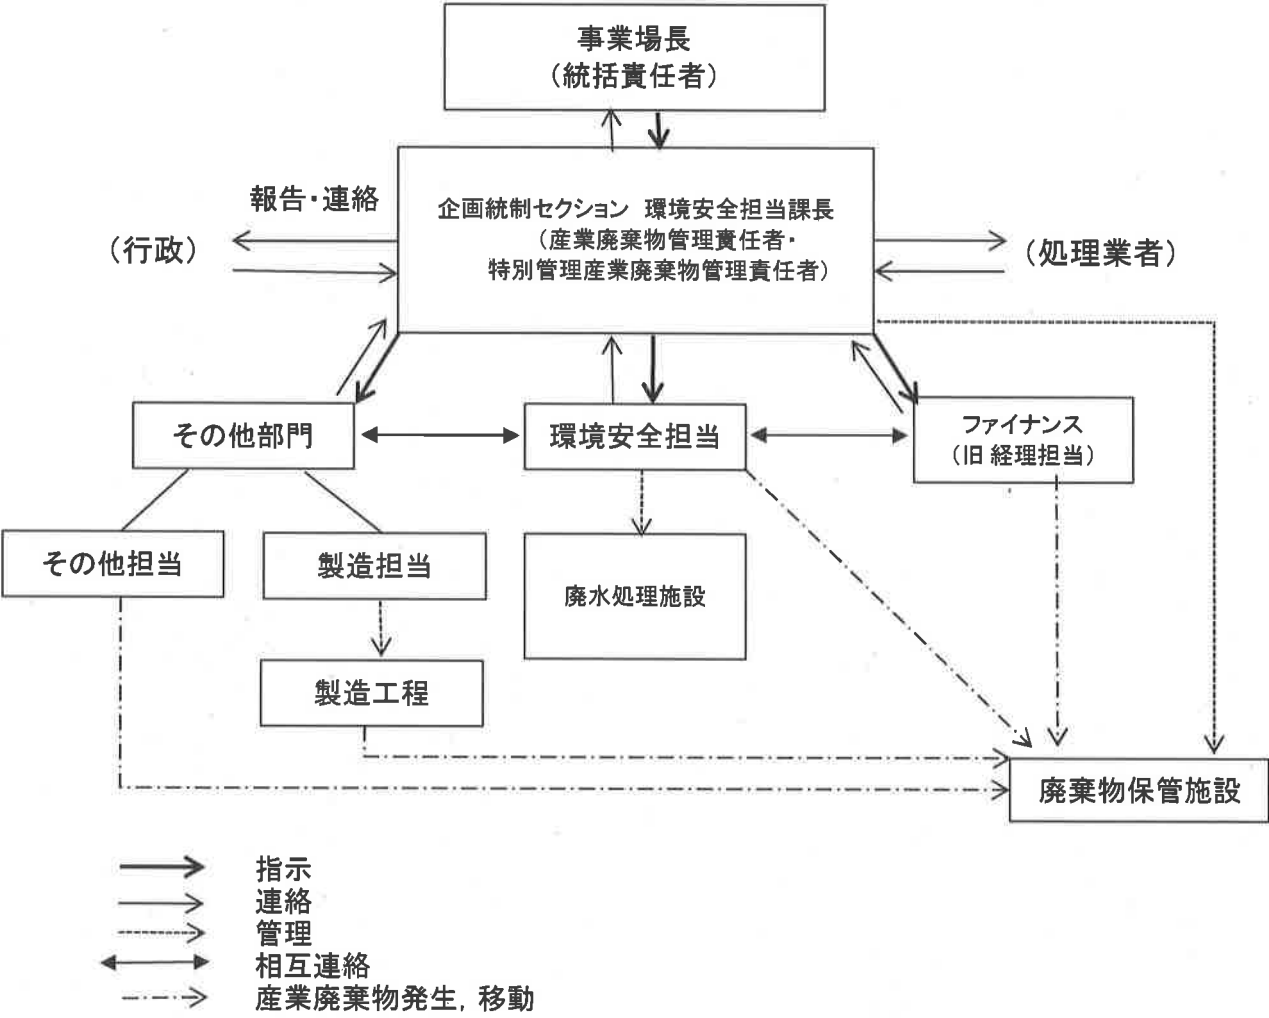 事業場長
（統括責任者）
報告・連絡
（行政）
企画統制セクション　環境安全担当課長
（産業廃棄物管理責任者・
特別管理産業廃棄物管理責任者）
（処理業者）
その他部門
環境安全担当
ファイナンス
（旧 経理担当）
その他担当
製造担当
廃水処理施設
製造工程
廃棄物保管施設
指示
連絡
管理
相互連絡
産業廃棄物発生，移動